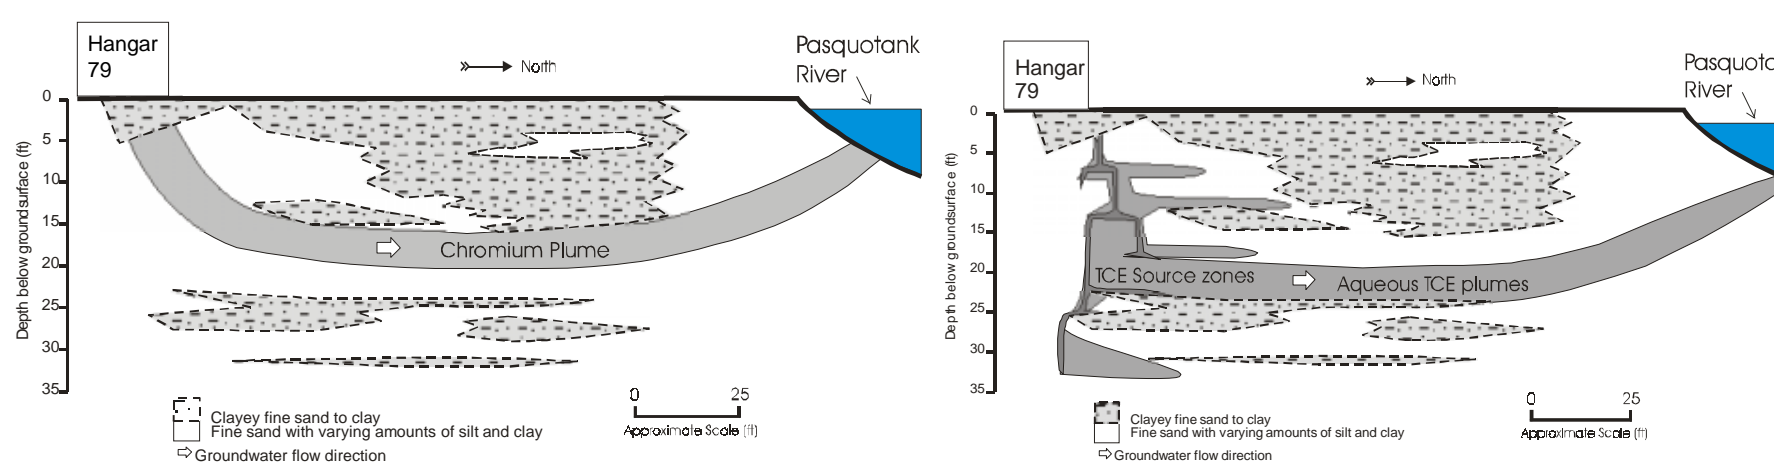 Hangar
79
North
Pasquotank
River
0
5
10
15
20
25
30
35
Depth below groundsurface (ft)
Chromium Plume
0 25
Approximate Scale (ft)
Clayey fine sand to clay
Fine sand with varying amounts of silt and clay
Groundwater flow direction
Hangar
79
North
Pasquota
River
0
5
10
15
20
25
30
35
Depth below groundsurface (ft)
TCE Source zones
Aqueous TCE plumes
0 25
Approximate Scale (ft)
Clayey fine sand to clay
Fine sand with varying amounts of silt and clay
Groundwater flow direction